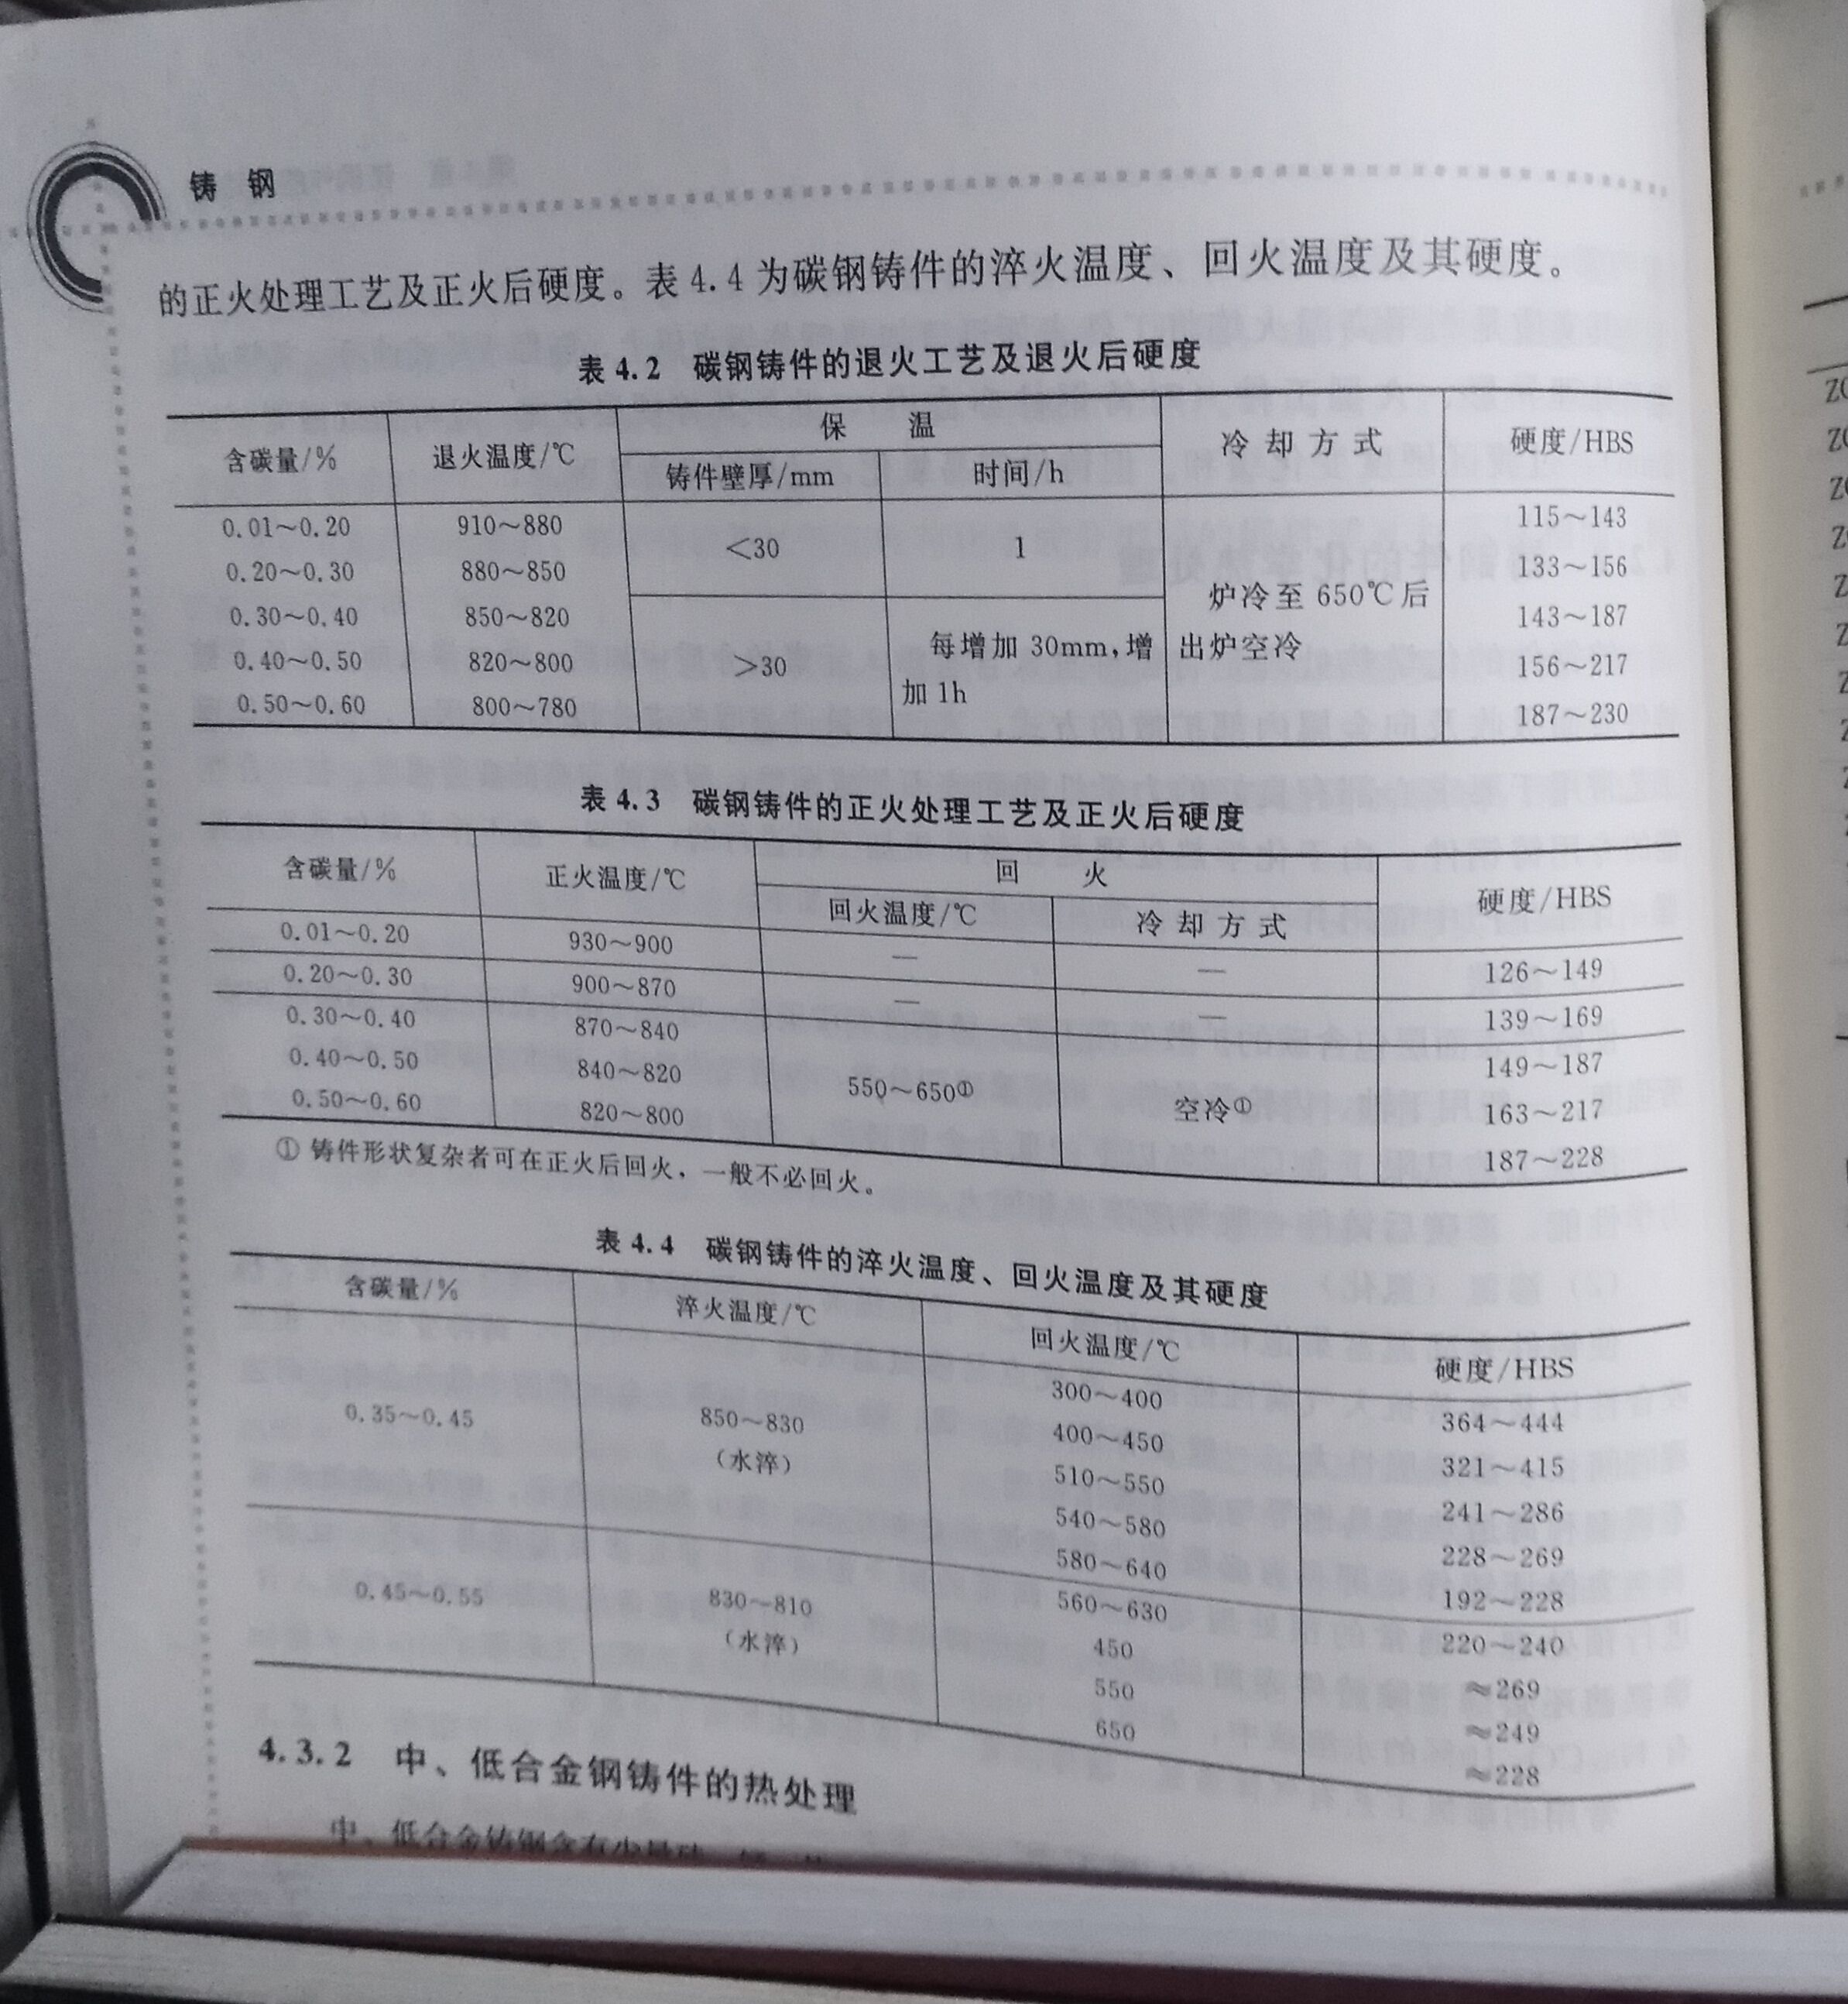 铸 钢
的正火处理工艺及正火后硬度。表 4.4 为碳钢铸件的淬火温度、回火温度及其硬度。
表 4.2 碳钢铸件的退火工艺及退火后硬度
含碳量/% 退火温度/℃ 保 温 冷 却 方 式 硬度/HBS
铸件壁厚/mm 时间/h
0.01～0.20 910～880 <30 1 炉冷至 650℃后出炉空冷 115～143
0.20～0.30 880～850 133～156
0.30～0.40 850～820 >30 每增加 30mm,增加 1h 143～187
0.40～0.50 820～800 156～217
0.50～0.60 800～780 187～230
表 4.3 碳钢铸件的正火处理工艺及正火后硬度
含碳量/% 正火温度/℃ 回 火 硬度/HBS
回火温度/℃ 冷 却 方 式
0.01～0.20 930～900 — — 126～149
0.20～0.30 900～870 — — 139～169
0.30～0.40 870～840 149～187
0.40～0.50 840～820 550～650① 空冷① 163～217
0.50～0.60 820～800 187～228
① 铸件形状复杂者可在正火后回火，一般不必回火。
表 4.4 碳钢铸件的淬火温度、回火温度及其硬度
含碳量/% 淬火温度/℃ 回火温度/℃ 硬度/HBS
0.35～0.45 850～830 300～400 364～444
（水淬） 400～450 321～415
510～550 241～286
540～580 228～269
580～640 192～228
0.45～0.55 830～810 560～630 220～240
（水淬） 450 ≈269
550 ≈249
650 ≈228
4.3.2 中、低合金钢铸件的热处理
中、低合金铸钢含有少量